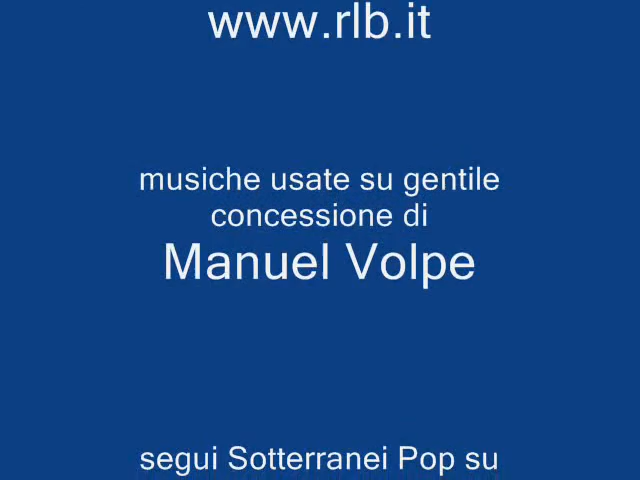 www.rlb.it
musiche usate su gentile
concessione di
Manuel Volpe
segui Sotterranei Pop su